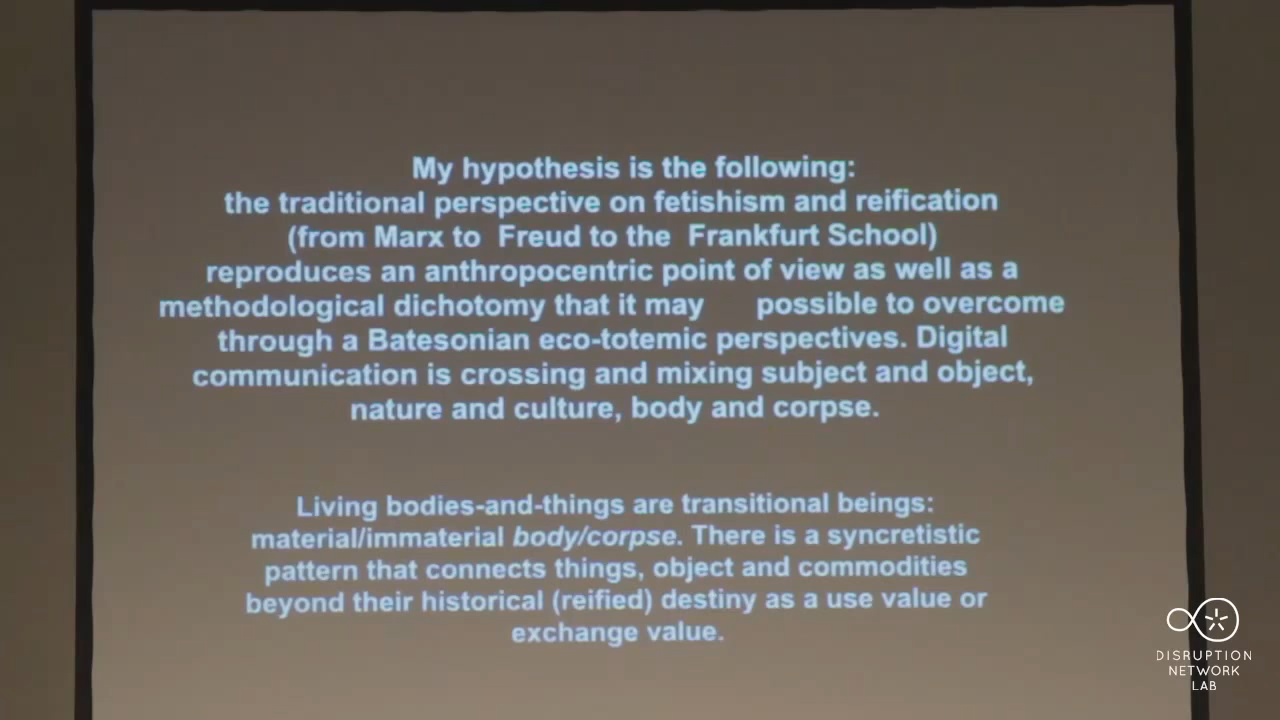 My hypothesis is the following:
the traditional perspective on fetishism and reification
(from Marx to Freud to the Frankfurt School)
reproduces an anthropocentric point of view as well as a
methodological dichotomy that it may possible to overcome
through a Batesonian eco-totemic perspectives. Digital
communication is crossing and mixing subject and object,
nature and culture, body and corpse.
Living bodies-and-things are transitional beings:
material/immaterial body/corpse. There is a syncretistic
pattern that connects things, object and commodities
beyond their historical (reified) destiny as a use value or
exchange value.
DISRUPTION
NETWORK
LAB